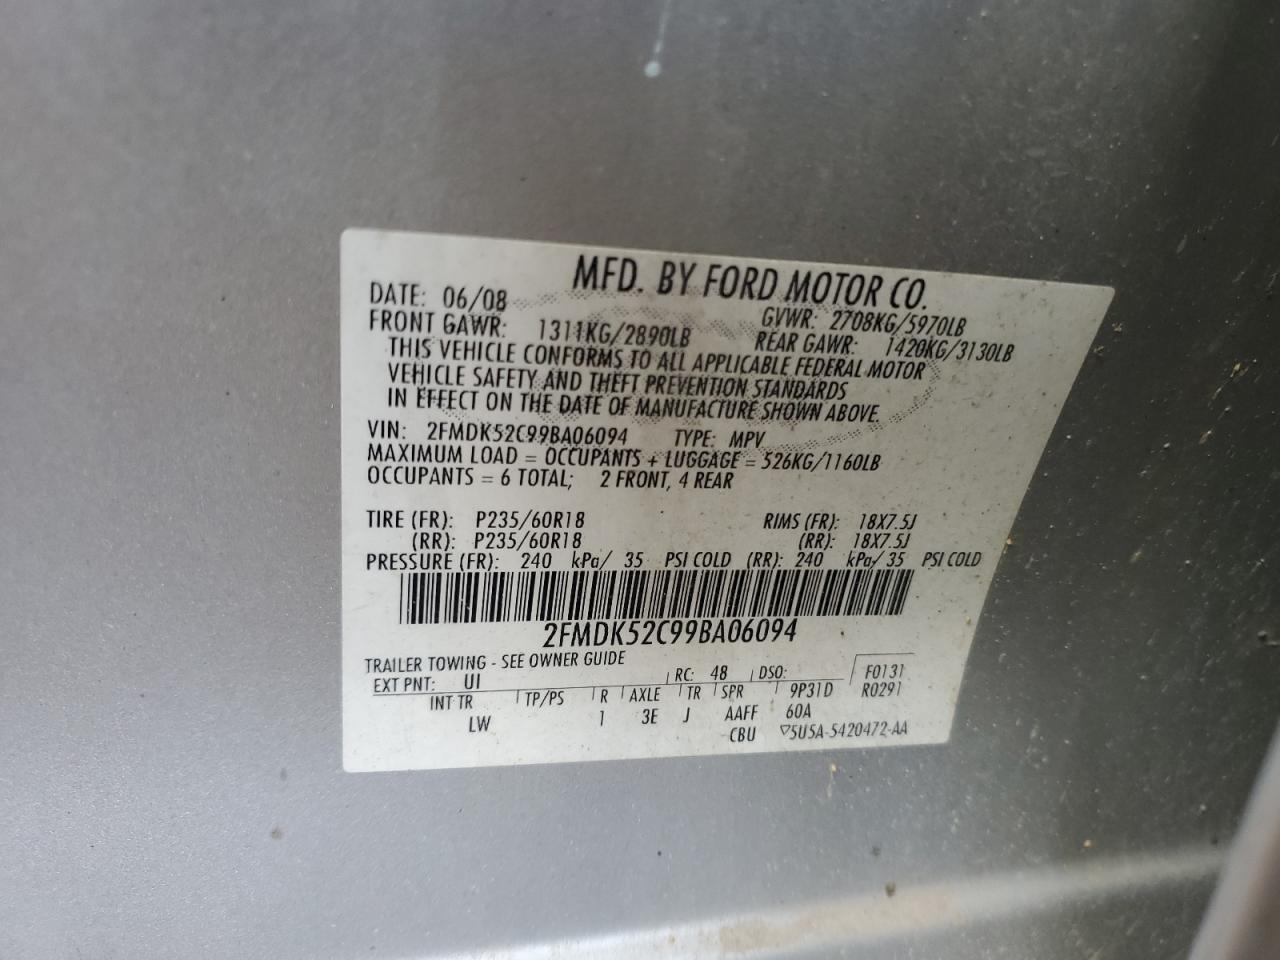 MFD. BY FORD MOTOR CO.
DATE: 06/08 GVWR: 2708KG/5970LB
FRONT GAWR: 1311KG/2890LB REAR GAWR: 1420KG/3130LB
THIS VEHICLE CONFORMS TO ALL APPLICABLE FEDERAL MOTOR
VEHICLE SAFETY AND THEFT PREVENTION STANDARDS
IN EFFECT ON THE DATE OF MANUFACTURE SHOWN ABOVE.
VIN: 2FMDK52C99BA06094 TYPE: MPV
MAXIMUM LOAD = OCCUPANTS + LUGGAGE = 526KG/1160LB
OCCUPANTS = 6 TOTAL; 2 FRONT, 4 REAR
TIRE (FR): P235/60R18 RIMS (FR): 18X7.5J
(RR): P235/60R18 (RR): 18X7.5J
PRESSURE (FR): 240 kPa/ 35 PSI COLD (RR): 240 kPa/ 35 PSI COLD
2FMDK52C99BA06094
TRAILER TOWING - SEE OWNER GUIDE
EXT PNT: UI RC: 48 DSO: F0131
INT TR TP/PS R AXLE TR SPR 9P31D R0291
LW 1 3E J AAFF 60A
CBU ▽5U5A-5420472-AA